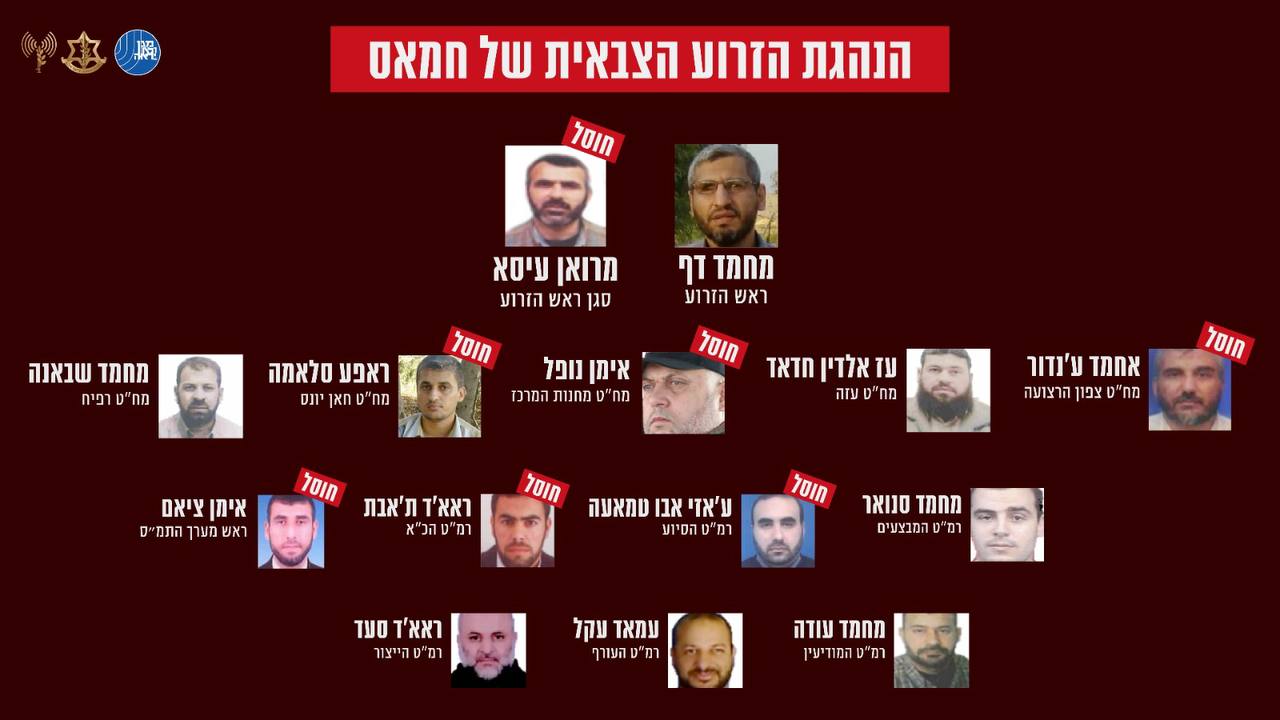 הנהגת הזרוע הצבאית של חמאס
מחמד דף
ראש הזרוע
חוסל
מרואן עיסא
סגן ראש הזרוע
חוסל
אחמד ע'נדור
מח"ט צפון הרצועה
עז אלדין חדאד
מח"ט עזה
חוסל
אימן נופל
מח"ט מחנות המרכז
חוסל
ראפע סלאמה
מח"ט חאן יונס
מחמד שבאנה
מח"ט רפיח
מחמד סנואר
רמ"ט המבצעים
חוסל
ע'אזי אבו טמאעה
רמ"ט הסיוע
חוסל
ראא'ד ת'אבת
רמ"ט הכ"א
חוסל
אימן ציאם
ראש מערך התמ"ס
מחמד עודה
רמ"ט המודיעין
עמאד עקל
רמ"ט העורף
ראא'ד סעד
רמ"ט הייצור